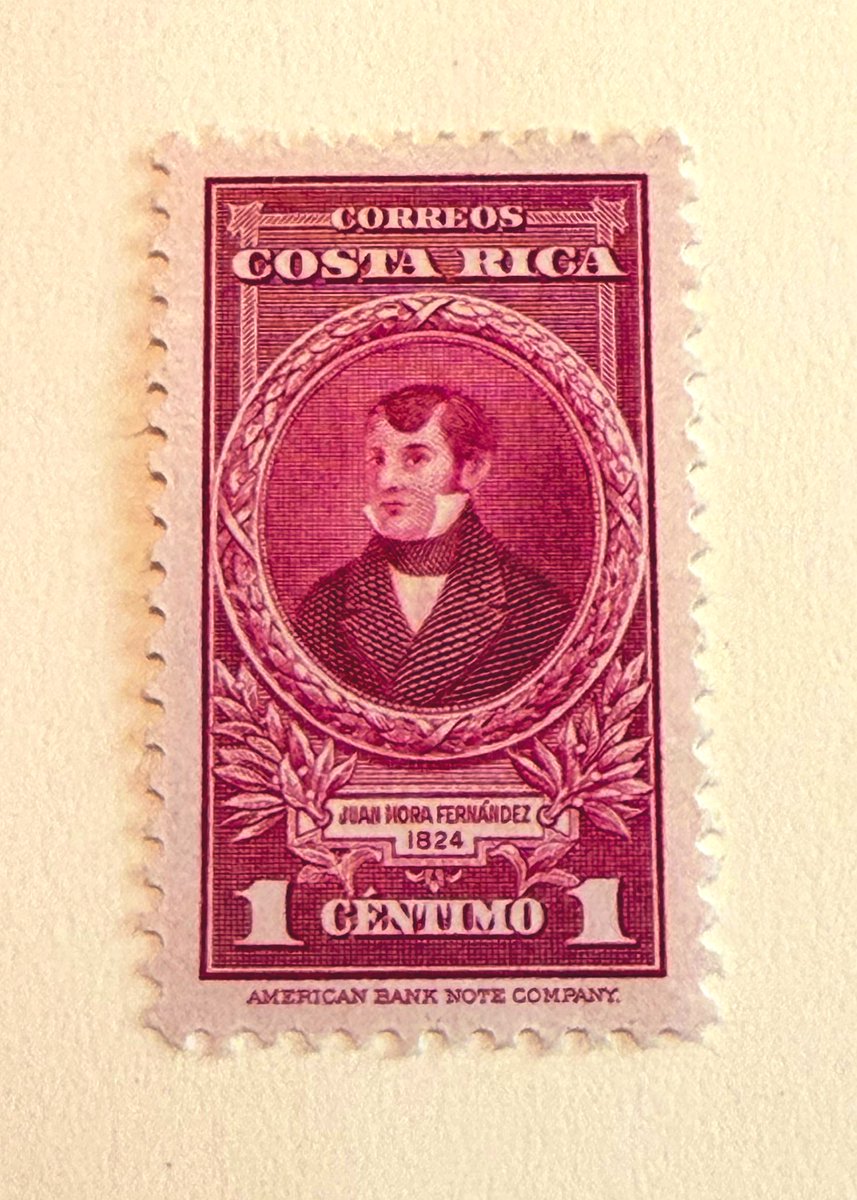 CORREOS
COSTA RICA
JUAN MORA FERNÁNDEZ
1824
1 CÉNTIMO 1
AMERICAN BANK NOTE COMPANY.